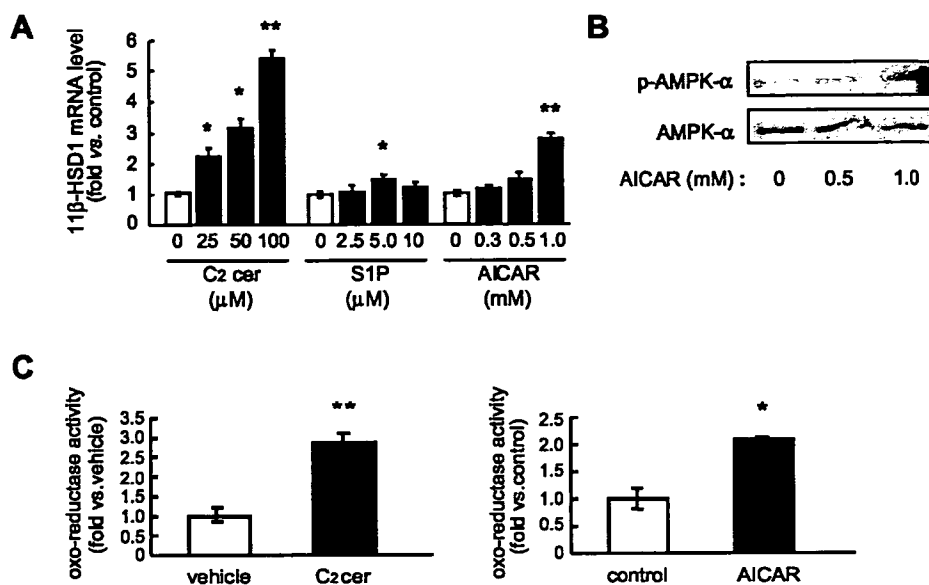 A
11β-HSD1 mRNA level
(fold vs. control)
6
5
4
3
2
1
0
*
*
**
*
**
0 25 50 100 0 2.5 5.0 10 0 0.3 0.5 1.0
C2 cer S1P AICAR
(μM) (μM) (mM)
B
p-AMPK-α
AMPK-α
AICAR (mM) : 0 0.5 1.0
C
oxo-reductase activity
(fold vs.vehicle)
3.5
3.0
2.5
2.0
1.5
1.0
0.5
0
**
vehicle C2cer
oxo-reductase activity
(fold vs.control)
2.5
2.0
1.5
1.0
0.5
0
*
control AICAR